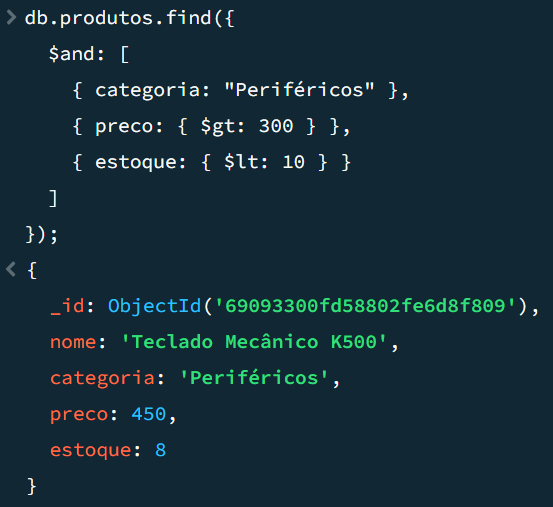 > db.produtos.find({
$and: [
{ categoria: "Periféricos" },
{ preco: { $gt: 300 } },
{ estoque: { $lt: 10 } }
]
});
< {
_id: ObjectId('69093300fd58802fe6d8f809'),
nome: 'Teclado Mecânico K500',
categoria: 'Periféricos',
preco: 450,
estoque: 8
}